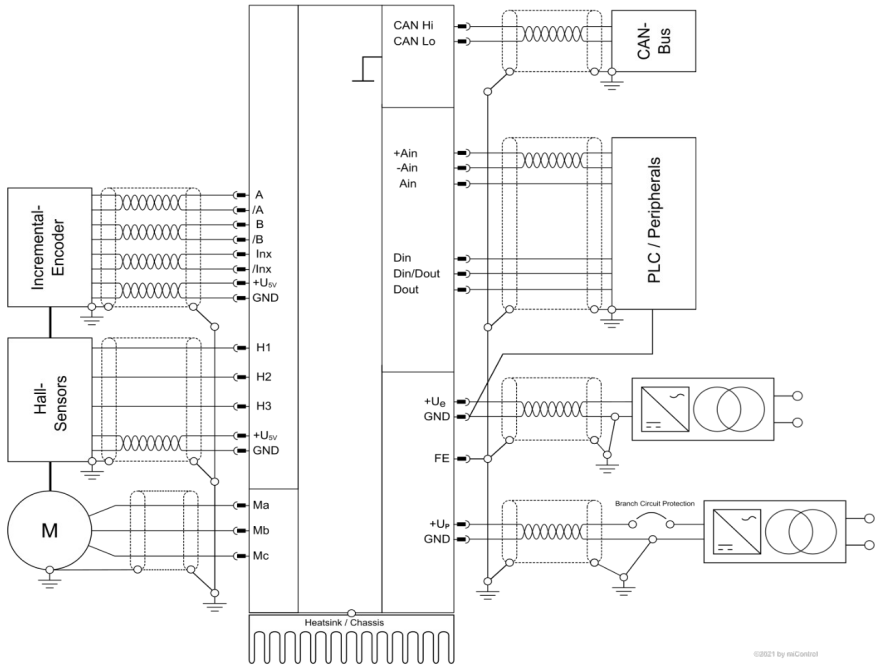 CAN Hi
CAN Lo
CAN-
Bus
+Ain
-Ain
Ain
Din
Din/Dout
Dout
PLC / Peripherals
Incremental-
Encoder
A
/A
B
/B
Inx
/Inx
+U5V
GND
Hall-
Sensors
H1
H2
H3
+U5V
GND
M
Ma
Mb
Mc
+Ue
GND
FE
Branch Circuit Protection
+UP
GND
Heatsink / Chassis
©2021 by miControl